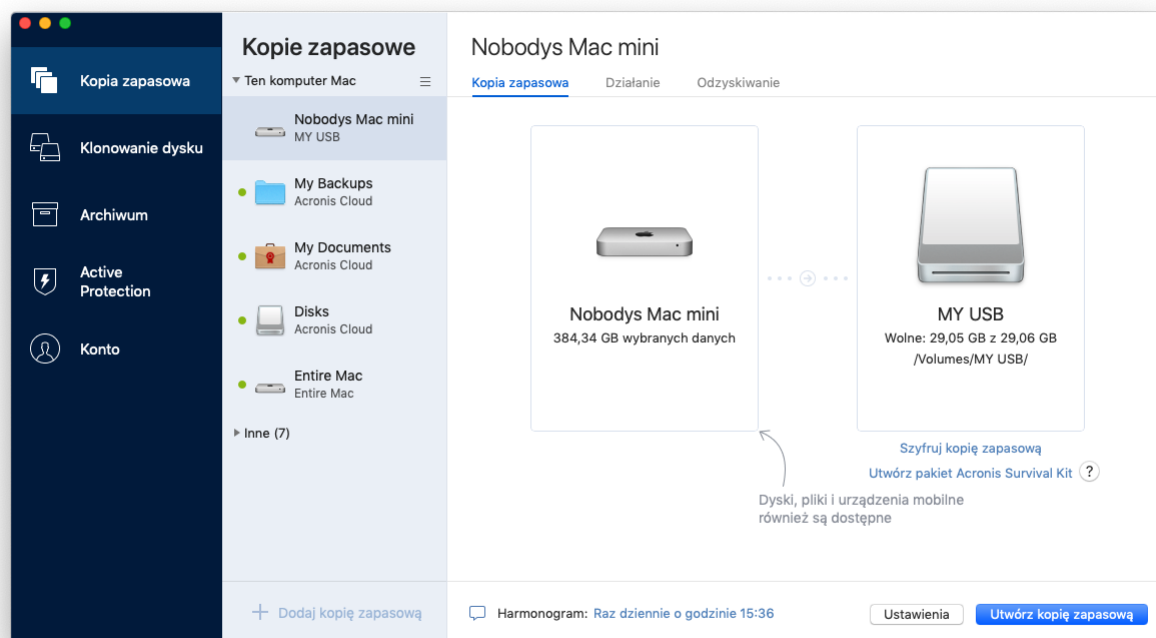 Kopia zapasowa
Klonowanie dysku
Archiwum
Active
Protection
Konto
Kopie zapasowe
Ten komputer Mac
Nobodys Mac mini
MY USB
My Backups
Acronis Cloud
My Documents
Acronis Cloud
Disks
Acronis Cloud
Entire Mac
Entire Mac
Inne (7)
Dodaj kopię zapasową
Nobodys Mac mini
Kopia zapasowa Działanie Odzyskiwanie
Nobodys Mac mini
384,34 GB wybranych danych
MY USB
Wolne: 29,05 GB z 29,06 GB
/Volumes/MY USB/
Szyfruj kopię zapasową
Utwórz pakiet Acronis Survival Kit ?
Dyski, pliki i urządzenia mobilne
również są dostępne
Harmonogram: Raz dziennie o godzinie 15:36
Ustawienia
Utwórz kopię zapasową